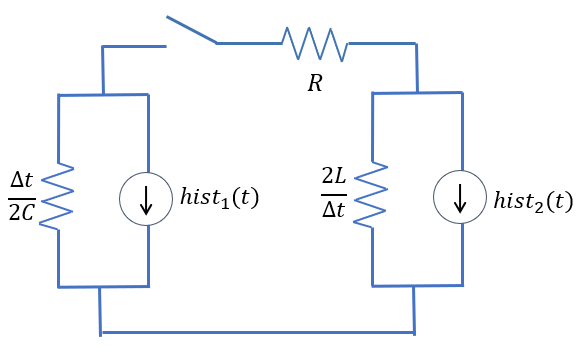 R
Δt
2C
hist₁(t)
2L
Δt
hist₂(t)